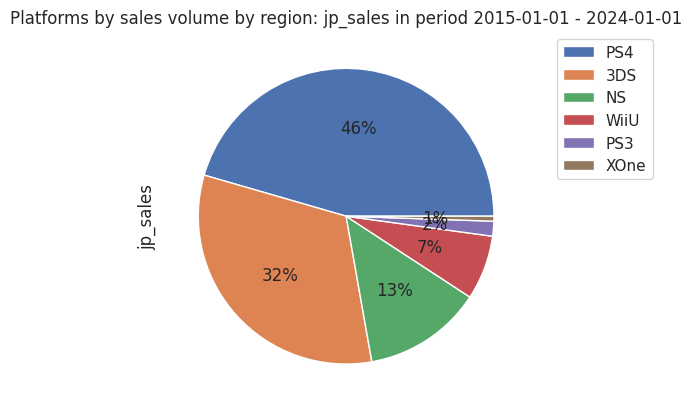 Platforms by sales volume by region: jp_sales in period 2015-01-01 - 2024-01-01
PS4
3DS
NS
WiiU
PS3
XOne
46%
32%
13%
7%
2%
1%
jp_sales